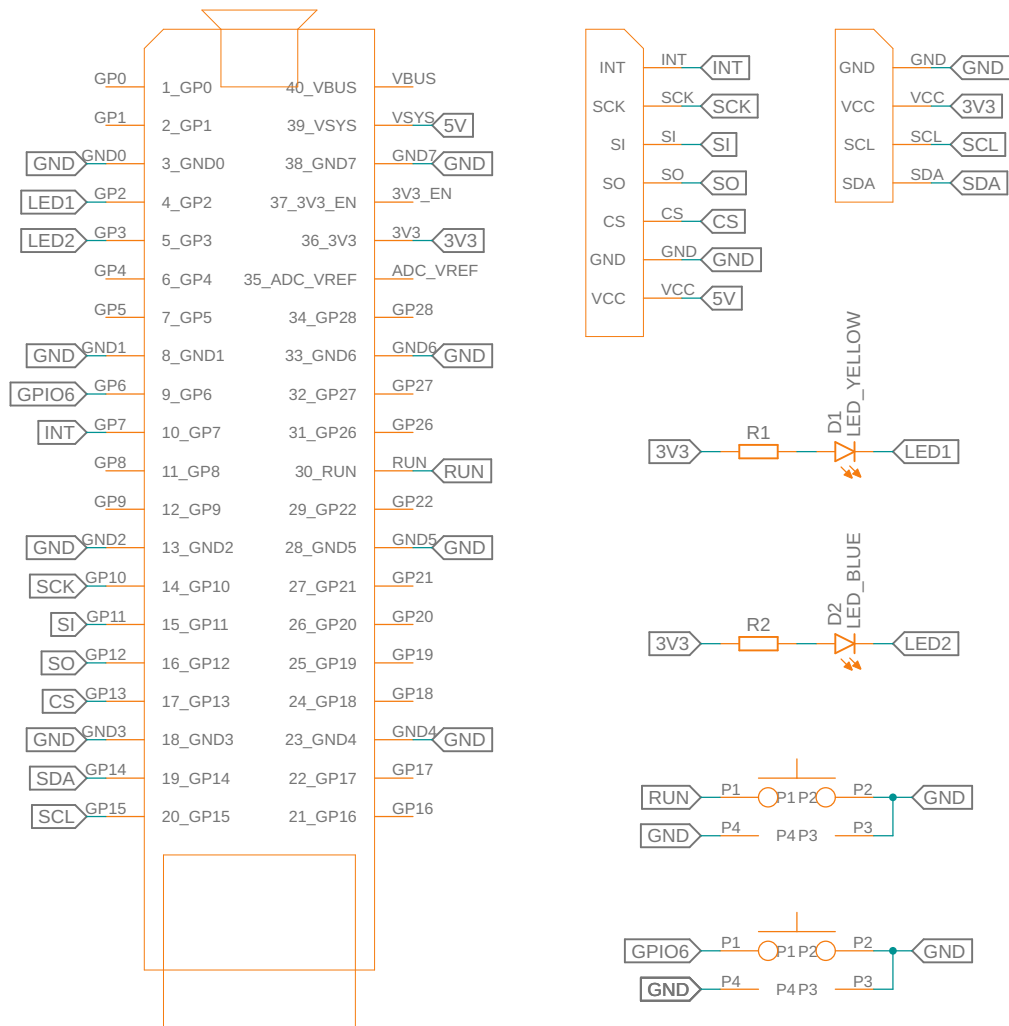 GP0 1_GP0 40_VBUS VBUS
GP1 2_GP1 39_VSYS VSYS 5V
GND GND0 3_GND0 38_GND7 GND7 GND
LED1 GP2 4_GP2 37_3V3_EN 3V3_EN
LED2 GP3 5_GP3 36_3V3 3V3 3V3
GP4 6_GP4 35_ADC_VREF ADC_VREF
GP5 7_GP5 34_GP28 GP28
GND GND1 8_GND1 33_GND6 GND6 GND
GPIO6 GP6 9_GP6 32_GP27 GP27
INT GP7 10_GP7 31_GP26 GP26
GP8 11_GP8 30_RUN RUN RUN
GP9 12_GP9 29_GP22 GP22
GND GND2 13_GND2 28_GND5 GND5 GND
SCK GP10 14_GP10 27_GP21 GP21
SI GP11 15_GP11 26_GP20 GP20
SO GP12 16_GP12 25_GP19 GP19
CS GP13 17_GP13 24_GP18 GP18
GND GND3 18_GND3 23_GND4 GND4 GND
SDA GP14 19_GP14 22_GP17 GP17
SCL GP15 20_GP15 21_GP16 GP16
INT INT INT
SCK SCK SCK
SI SI SI
SO SO SO
CS CS CS
GND GND GND
VCC VCC 5V
GND GND GND
VCC VCC 3V3
SCL SCL SCL
SDA SDA SDA
3V3 R1 D1 LED_YELLOW LED1
3V3 R2 D2 LED_BLUE LED2
RUN P1 P1 P2 P2 GND
GND P4 P4 P3 P3
GPIO6 P1 P1 P2 P2 GND
GND P4 P4 P3 P3